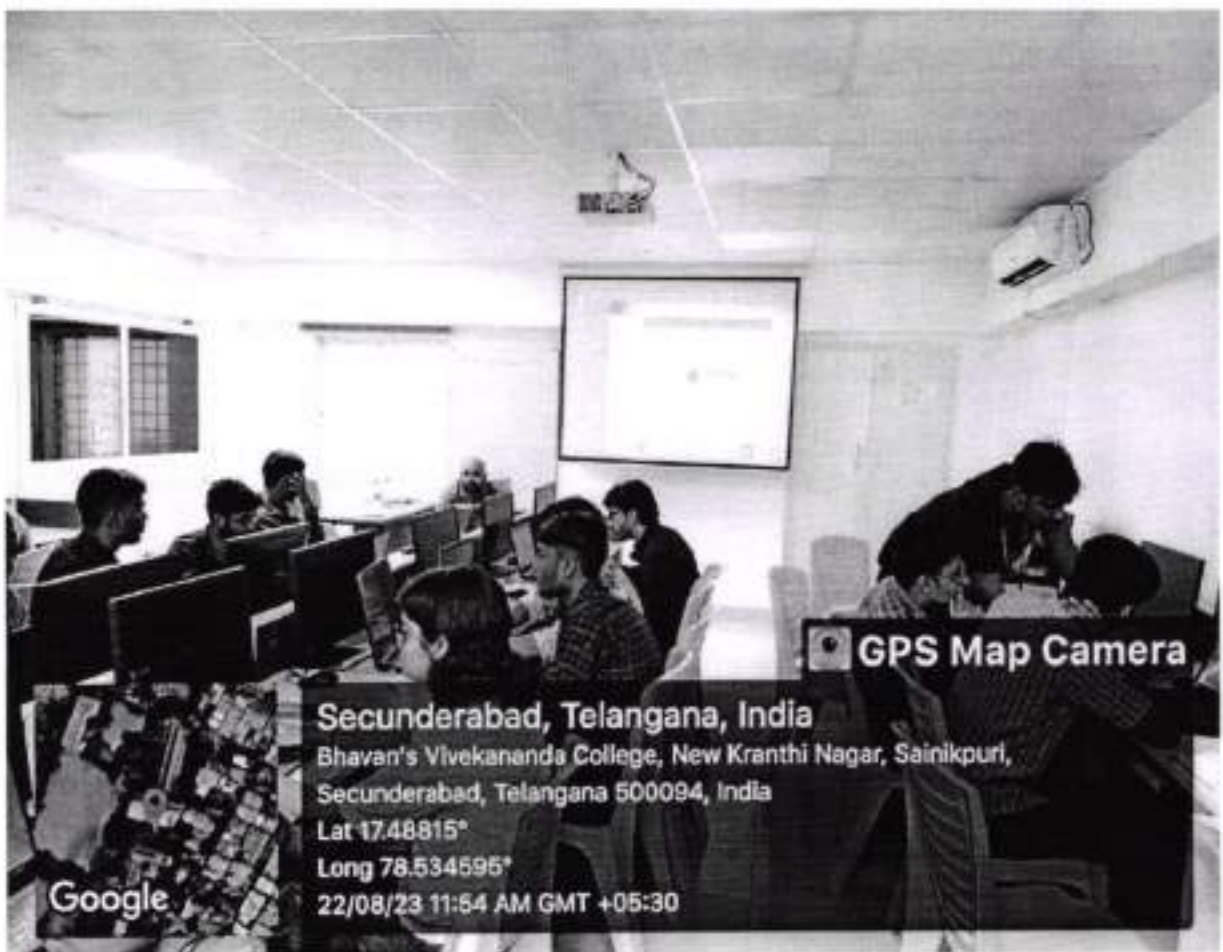 GPS Map Camera
Secunderabad, Telangana, India
Bhavan's Vivekananda College, New Kranthi Nagar, Sainikpuri,
Secunderabad, Telangana 500094, India
Lat 17.48815°
Long 78.534595°
22/08/23 11:54 AM GMT +05:30
Google